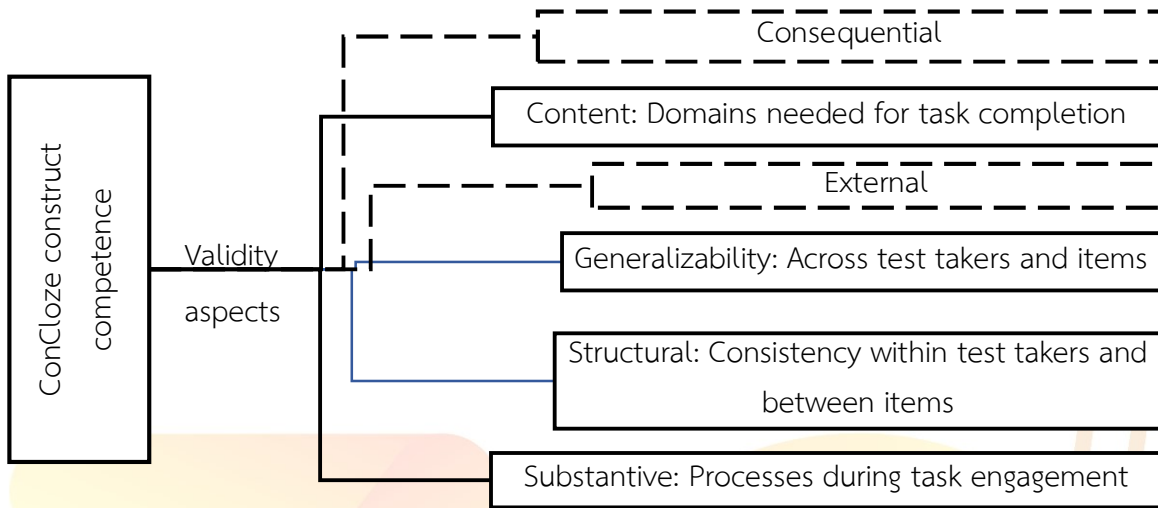 ConCloze construct
competence
Validity
aspects
Consequential
Content: Domains needed for task completion
External
Generalizability: Across test takers and items
Structural: Consistency within test takers and
between items
Substantive: Processes during task engagement